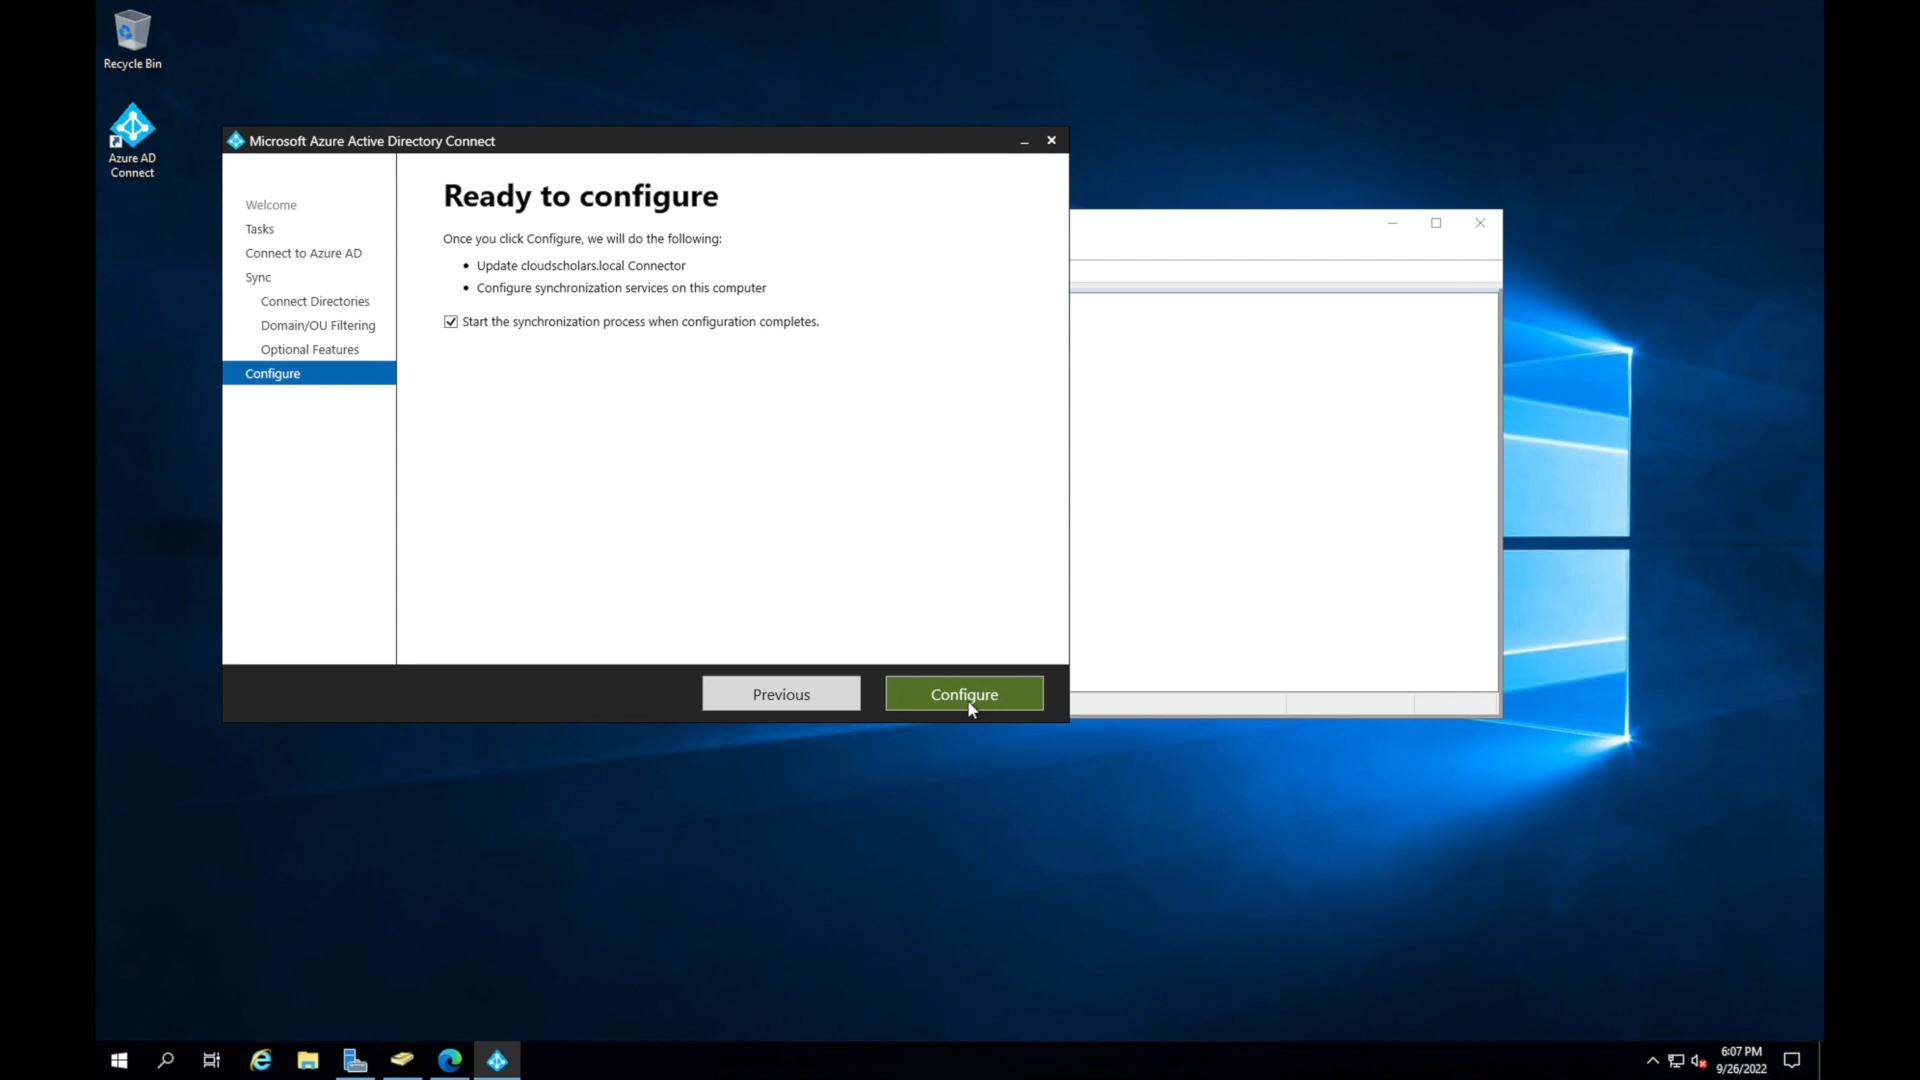 Recycle Bin
Azure AD
Connect
Microsoft Azure Active Directory Connect
Welcome
Tasks
Connect to Azure AD
Sync
Connect Directories
Domain/OU Filtering
Optional Features
Configure
Ready to configure
Once you click Configure, we will do the following:
• Update cloudscholars.local Connector
• Configure synchronization services on this computer
Start the synchronization process when configuration completes.
Previous
Configure
6:07 PM
9/26/2022